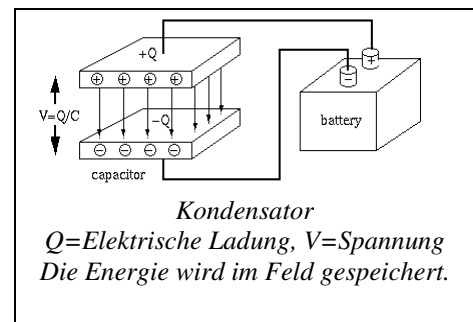 +Q
+
−
+ + + +
V=Q/C
−Q
− − − −
battery
capacitor
Kondensator
Q=Elektrische Ladung, V=Spannung
Die Energie wird im Feld gespeichert.